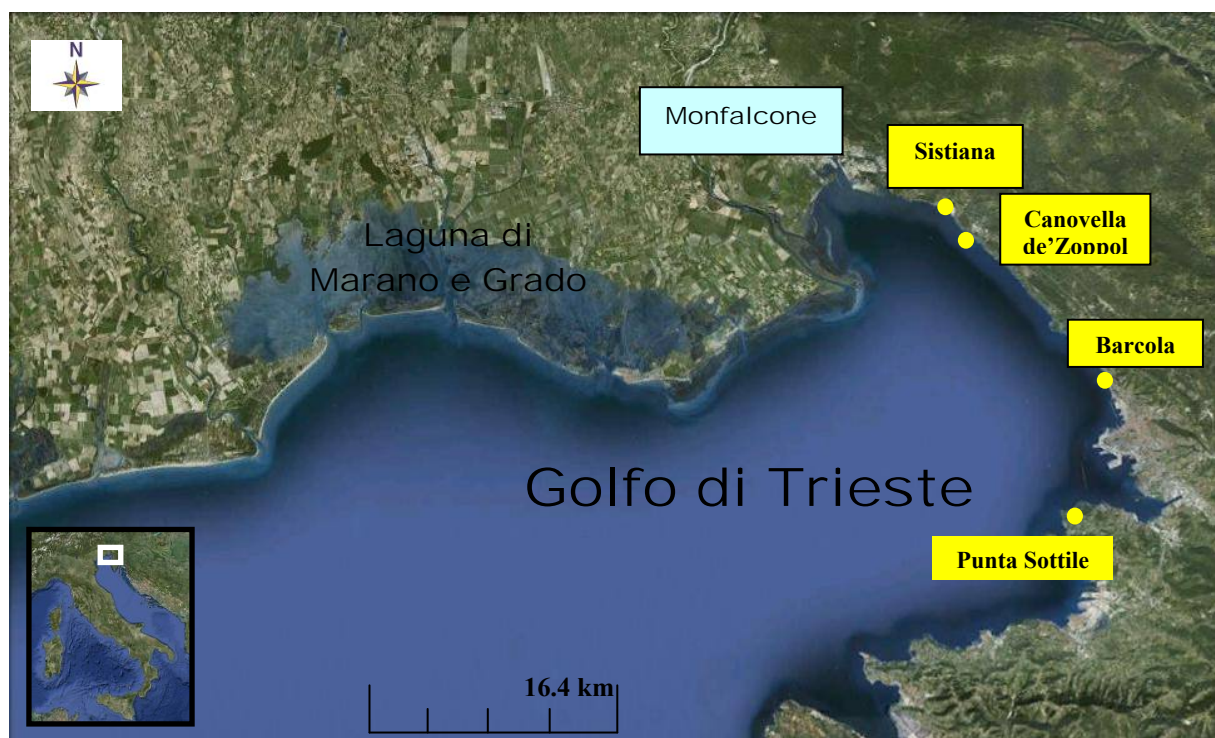 N
Monfalcone
Sistiana
Canovella
de’Zoppol
Laguna di
Marano e Grado
Barcola
Golfo di Trieste
Punta Sottile
16.4 km